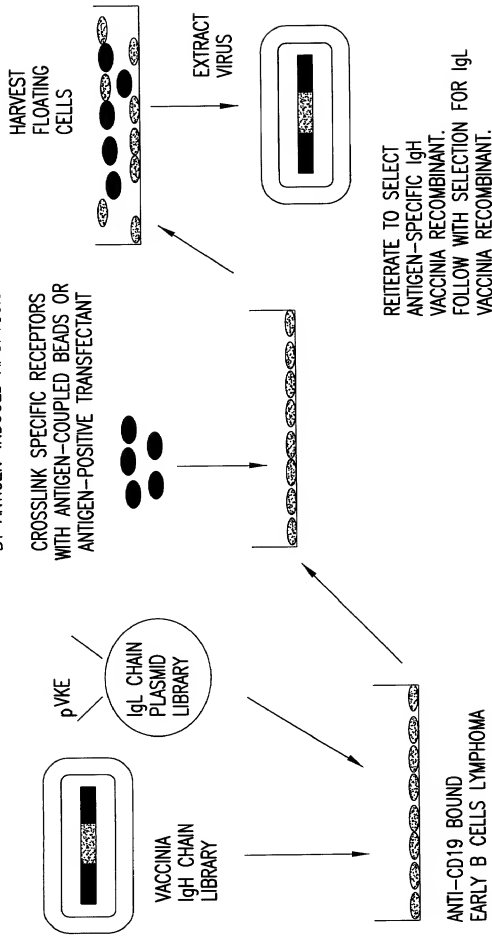 CROSSLINK SPECIFIC RECEPTORS
WITH ANTIGEN-COUPLED BEADS OR
ANTIGEN-POSITIVE TRANSFECTANT
HARVEST
FLOATING
CELLS
pVKE
IgL CHAIN
PLASMID
LIBRARY
VACCINIA
IgH CHAIN
LIBRARY
EXTRACT
VIRUS
ANTI-CD19 BOUND
EARLY B CELLS LYMPHOMA
REITERATE TO SELECT
ANTIGEN-SPECIFIC IgH
VACCINIA RECOMBINANT.
FOLLOW WITH SELECTION FOR IgL
VACCINIA RECOMBINANT.